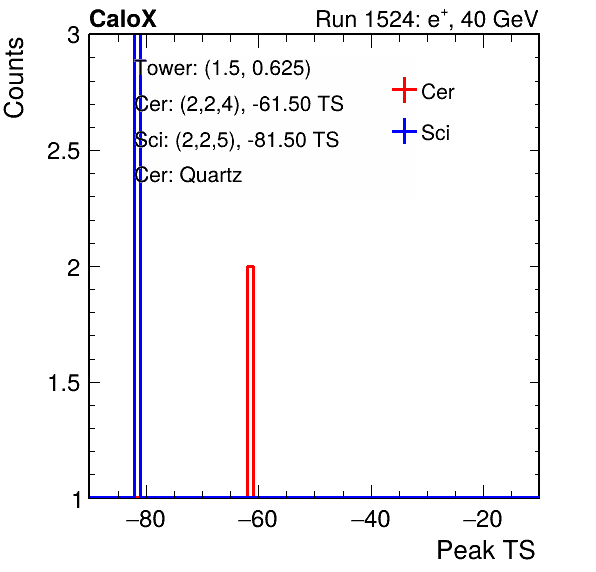 CaloX Run 1524: e⁺, 40 GeV
Counts
3
2.5
2
1.5
1
Tower: (1.5, 0.625)
Cer: (2,2,4), -61.50 TS
Sci: (2,2,5), -81.50 TS
Cer: Quartz
Cer
Sci
−80 −60 −40 −20
Peak TS